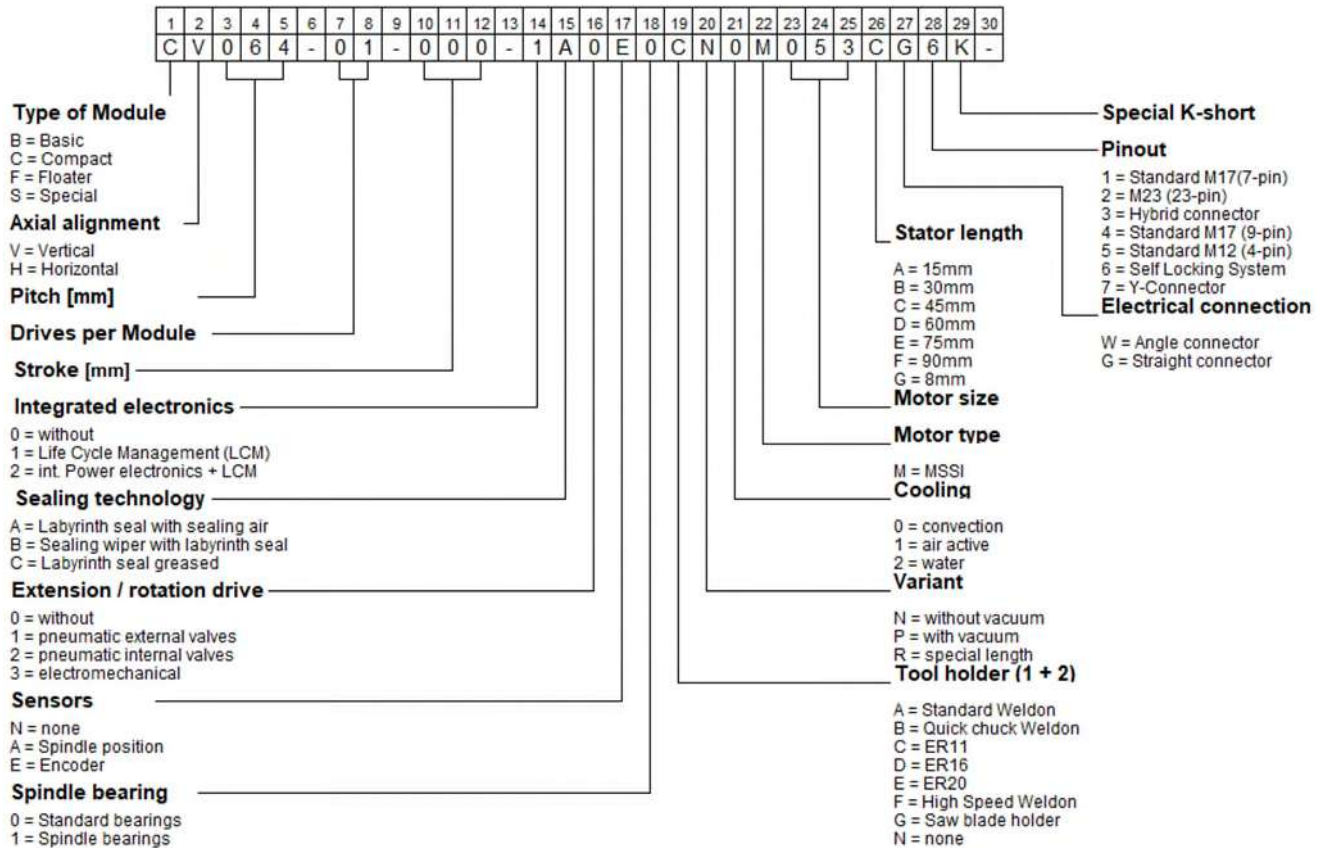 1 2 3 4 5 6 7 8 9 10 11 12 13 14 15 16 17 18 19 20 21 22 23 24 25 26 27 28 29 30
C V 0 6 4 - 0 1 - 0 0 0 - 1 A 0 E 0 C N 0 M 0 5 3 C G 6 K -
Type of Module
B = Basic
C = Compact
F = Floater
S = Special
Axial alignment
V = Vertical
H = Horizontal
Pitch [mm]
Drives per Module
Stroke [mm]
Integrated electronics
0 = without
1 = Life Cycle Management (LCM)
2 = int. Power electronics + LCM
Sealing technology
A = Labyrinth seal with sealing air
B = Sealing wiper with labyrinth seal
C = Labyrinth seal greased
Extension / rotation drive
0 = without
1 = pneumatic external valves
2 = pneumatic internal valves
3 = electromechanical
Sensors
N = none
A = Spindle position
E = Encoder
Spindle bearing
0 = Standard bearings
1 = Spindle bearings
Stator length
A = 15mm
B = 30mm
C = 45mm
D = 60mm
E = 75mm
F = 90mm
G = 8mm
Motor size
Motor type
M = MSSI
Cooling
0 = convection
1 = air active
2 = water
Variant
N = without vacuum
P = with vacuum
R = special length
Tool holder (1 + 2)
A = Standard Weldon
B = Quick chuck Weldon
C = ER11
D = ER16
E = ER20
F = High Speed Weldon
G = Saw blade holder
N = none
Special K-short
Pinout
1 = Standard M17(7-pin)
2 = M23 (23-pin)
3 = Hybrid connector
4 = Standard M17 (9-pin)
5 = Standard M12 (4-pin)
6 = Self Locking System
7 = Y-Connector
Electrical connection
W = Angle connector
G = Straight connector